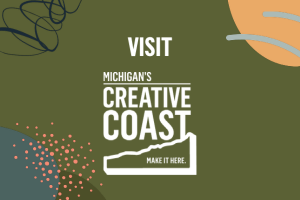 VISIT
MICHIGAN'S
CREATIVE
COAST
MAKE IT HERE.